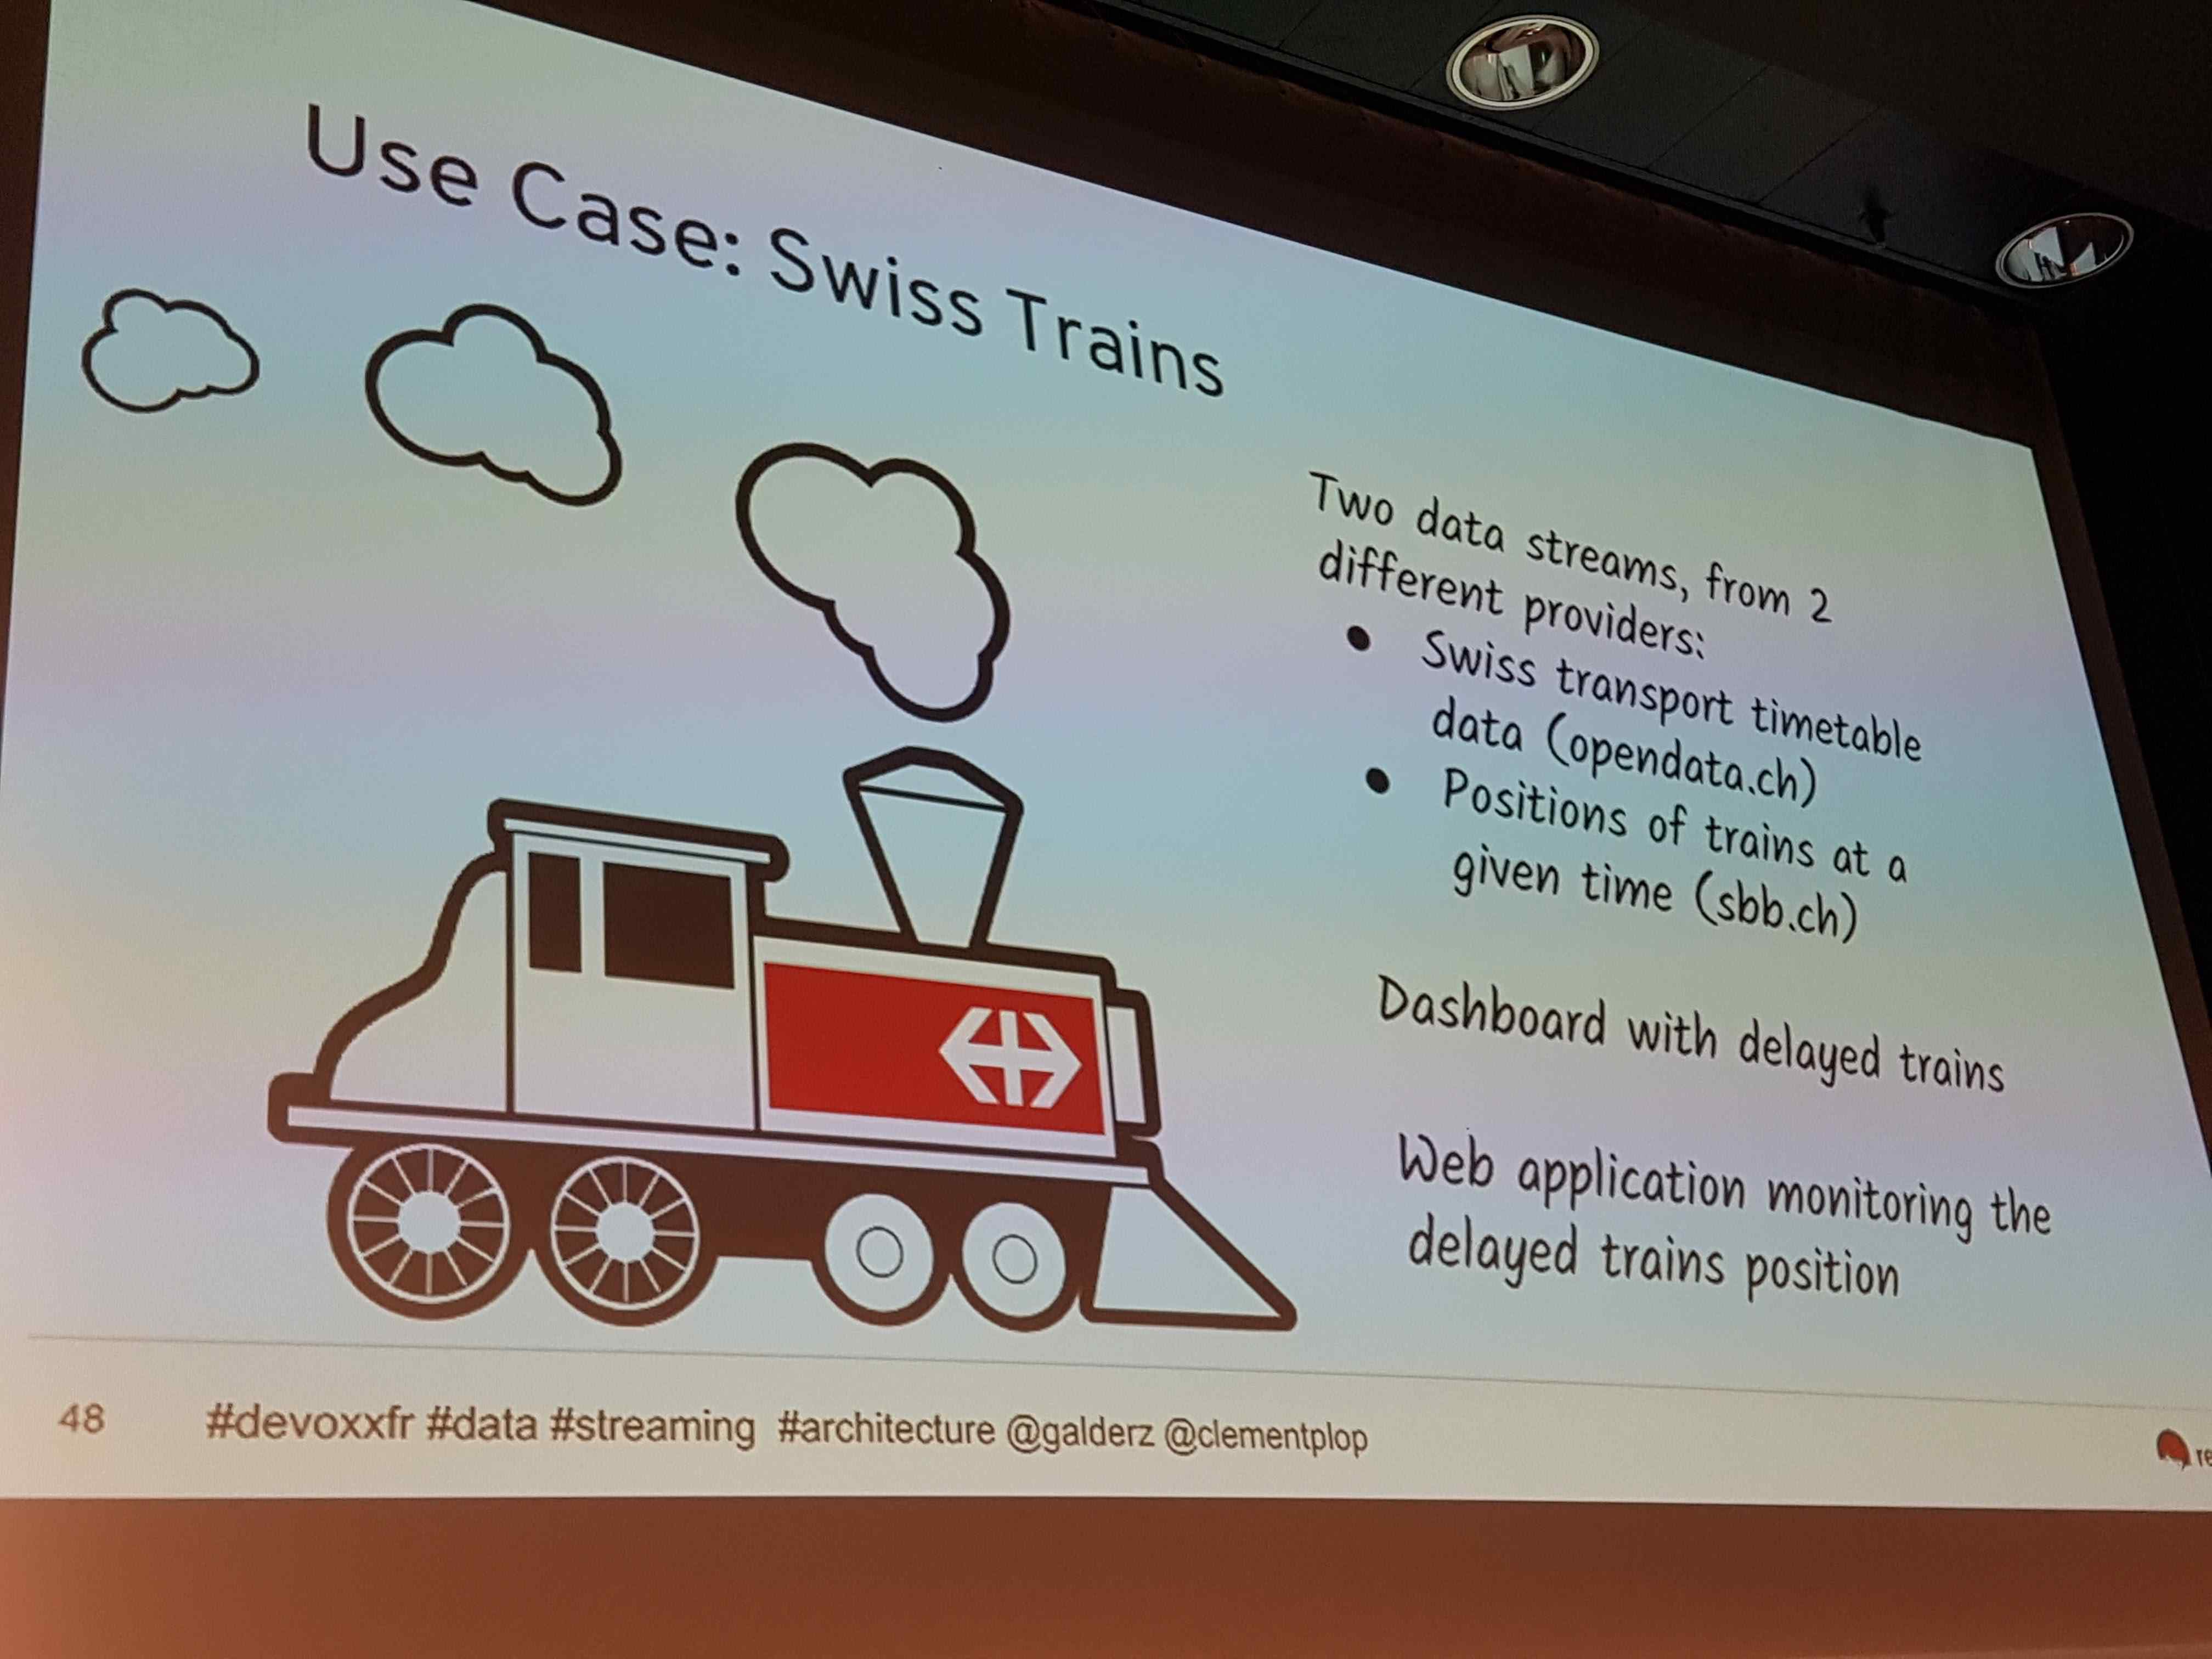 Use Case: Swiss Trains
Two data streams, from 2
different providers:
● Swiss transport timetable
data (opendata.ch)
● Positions of trains at a
given time (sbb.ch)
Dashboard with delayed trains
Web application monitoring the
delayed trains position
48 #devoxxfr #data #streaming #architecture @galderz @clementplop
re